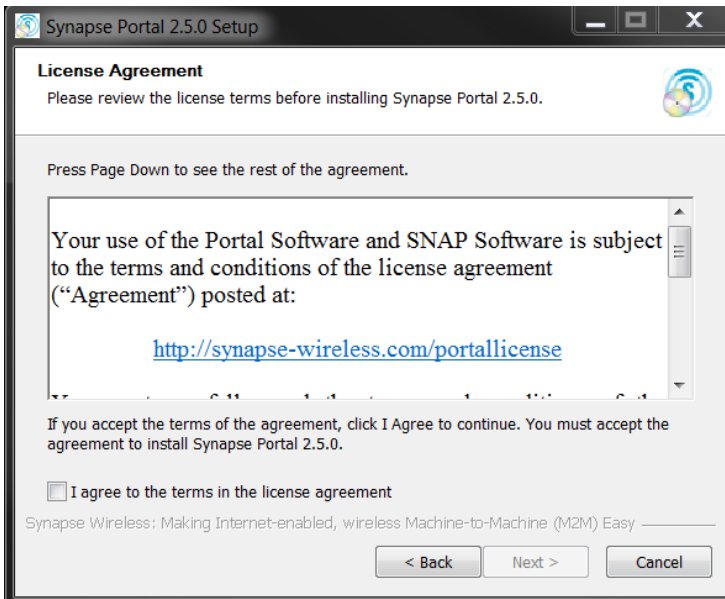 Synapse Portal 2.5.0 Setup
License Agreement
Please review the license terms before installing Synapse Portal 2.5.0.
Press Page Down to see the rest of the agreement.
Your use of the Portal Software and SNAP Software is subject
to the terms and conditions of the license agreement
(“Agreement”) posted at:
http://synapse-wireless.com/portallicense
If you accept the terms of the agreement, click I Agree to continue. You must accept the
agreement to install Synapse Portal 2.5.0.
I agree to the terms in the license agreement
Synapse Wireless: Making Internet-enabled, wireless Machine-to-Machine (M2M) Easy
< Back Next > Cancel